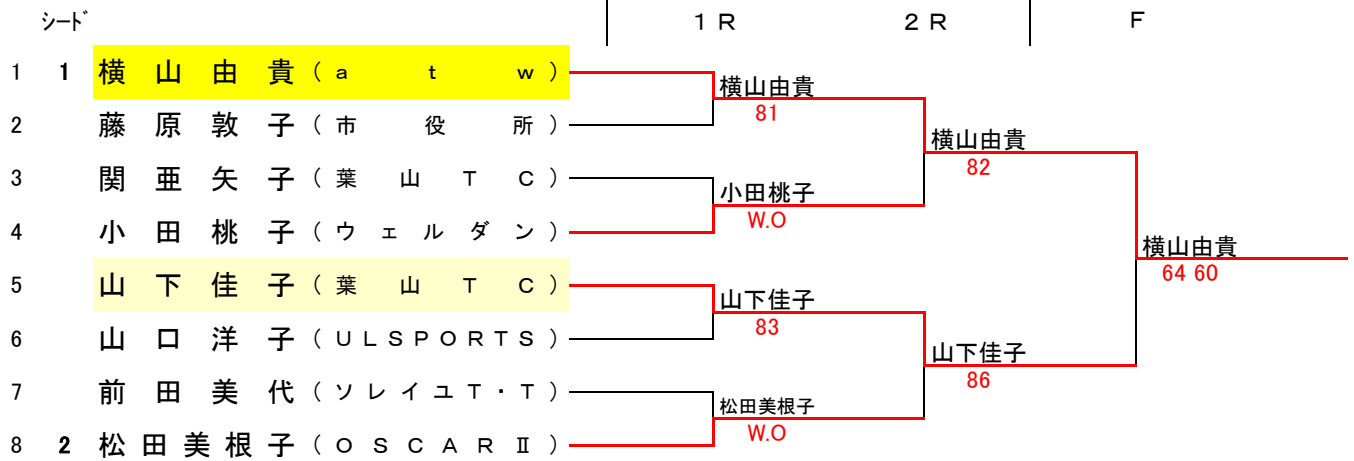 シード 1R 2R F
1 1 横山由貴(atw)
横山由貴
81
2 藤原敦子(市役所)
横山由貴
82
3 関亜矢子(葉山TC)
小田桃子
W.O
4 小田桃子(ウェルダン)
横山由貴
64 60
5 山下佳子(葉山TC)
山下佳子
83
6 山口洋子(ULSPORTS)
山下佳子
86
7 前田美代(ソレイユT・T)
松田美根子
W.O
8 2 松田美根子(OSCARⅡ)